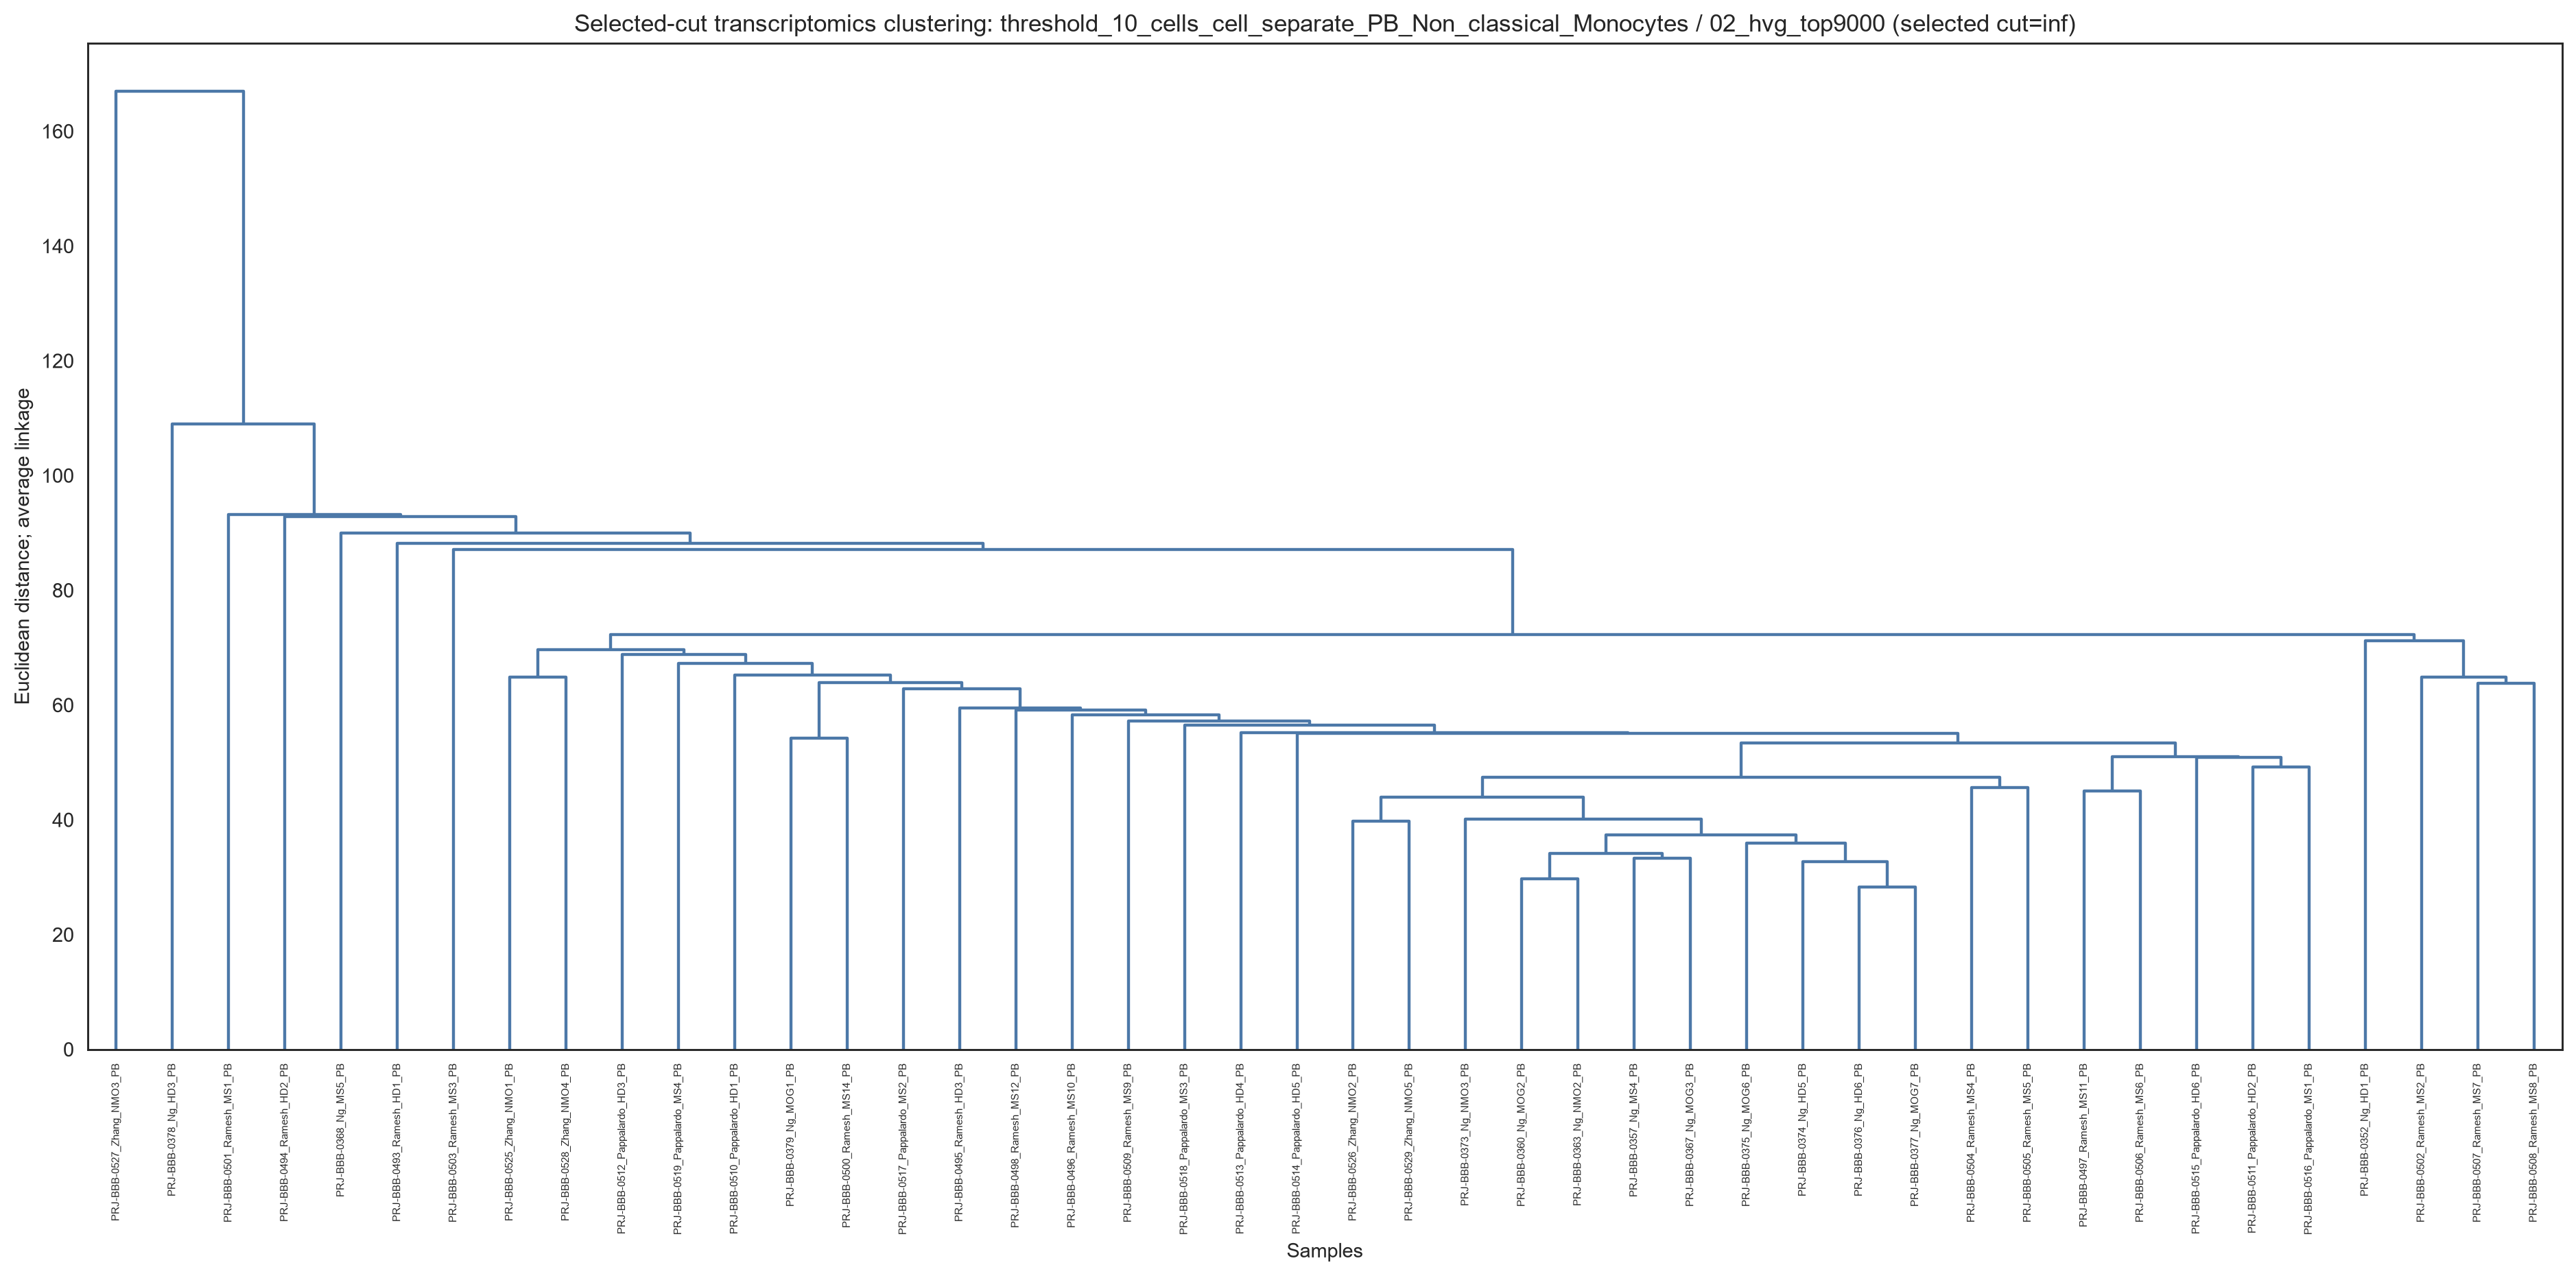 Selected-cut transcriptomics clustering: threshold_10_cells_cell_separate_PB_Non_classical_Monocytes / 02_hvg_top9000 (selected cut=inf)
Euclidean distance; average linkage
160
140
120
100
80
60
40
20
0
PRJ-BBB-0527_Zhang_NMO3_PB
PRJ-BBB-0378_Ng_HD3_PB
PRJ-BBB-0501_Ramesh_MS1_PB
PRJ-BBB-0494_Ramesh_HD2_PB
PRJ-BBB-0368_Ng_MS5_PB
PRJ-BBB-0493_Ramesh_HD1_PB
PRJ-BBB-0503_Ramesh_MS3_PB
PRJ-BBB-0525_Zhang_NMO1_PB
PRJ-BBB-0528_Zhang_NMO4_PB
PRJ-BBB-0512_Pappalardo_HD3_PB
PRJ-BBB-0519_Pappalardo_MS4_PB
PRJ-BBB-0510_Pappalardo_HD1_PB
PRJ-BBB-0379_Ng_MOG1_PB
PRJ-BBB-0500_Ramesh_MS14_PB
PRJ-BBB-0517_Pappalardo_MS2_PB
PRJ-BBB-0495_Ramesh_HD3_PB
PRJ-BBB-0498_Ramesh_MS12_PB
PRJ-BBB-0496_Ramesh_MS10_PB
PRJ-BBB-0509_Ramesh_MS9_PB
PRJ-BBB-0518_Pappalardo_MS3_PB
PRJ-BBB-0513_Pappalardo_HD4_PB
PRJ-BBB-0514_Pappalardo_HD5_PB
PRJ-BBB-0526_Zhang_NMO2_PB
PRJ-BBB-0529_Zhang_NMO5_PB
PRJ-BBB-0373_Ng_NMO3_PB
PRJ-BBB-0360_Ng_MOG2_PB
PRJ-BBB-0363_Ng_NMO2_PB
PRJ-BBB-0357_Ng_MS4_PB
PRJ-BBB-0367_Ng_MOG3_PB
PRJ-BBB-0375_Ng_MOG6_PB
PRJ-BBB-0374_Ng_HD5_PB
PRJ-BBB-0376_Ng_HD6_PB
PRJ-BBB-0377_Ng_MOG7_PB
PRJ-BBB-0504_Ramesh_MS4_PB
PRJ-BBB-0505_Ramesh_MS5_PB
PRJ-BBB-0497_Ramesh_MS11_PB
PRJ-BBB-0506_Ramesh_MS6_PB
PRJ-BBB-0515_Pappalardo_HD6_PB
PRJ-BBB-0511_Pappalardo_HD2_PB
PRJ-BBB-0516_Pappalardo_MS1_PB
PRJ-BBB-0352_Ng_HD1_PB
PRJ-BBB-0502_Ramesh_MS2_PB
PRJ-BBB-0507_Ramesh_MS7_PB
PRJ-BBB-0508_Ramesh_MS8_PB
Samples